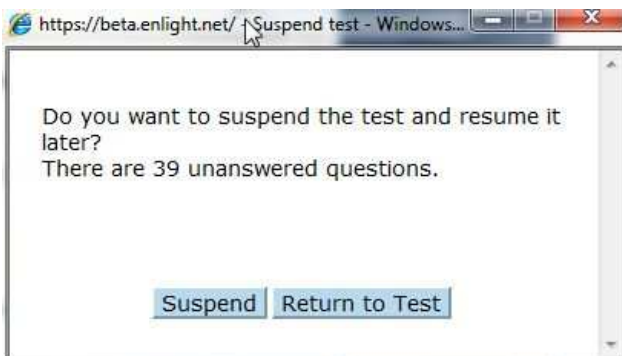 https://beta.enlight.net/ - Suspend test - Windows...
Do you want to suspend the test and resume it
later?
There are 39 unanswered questions.
Suspend Return to Test